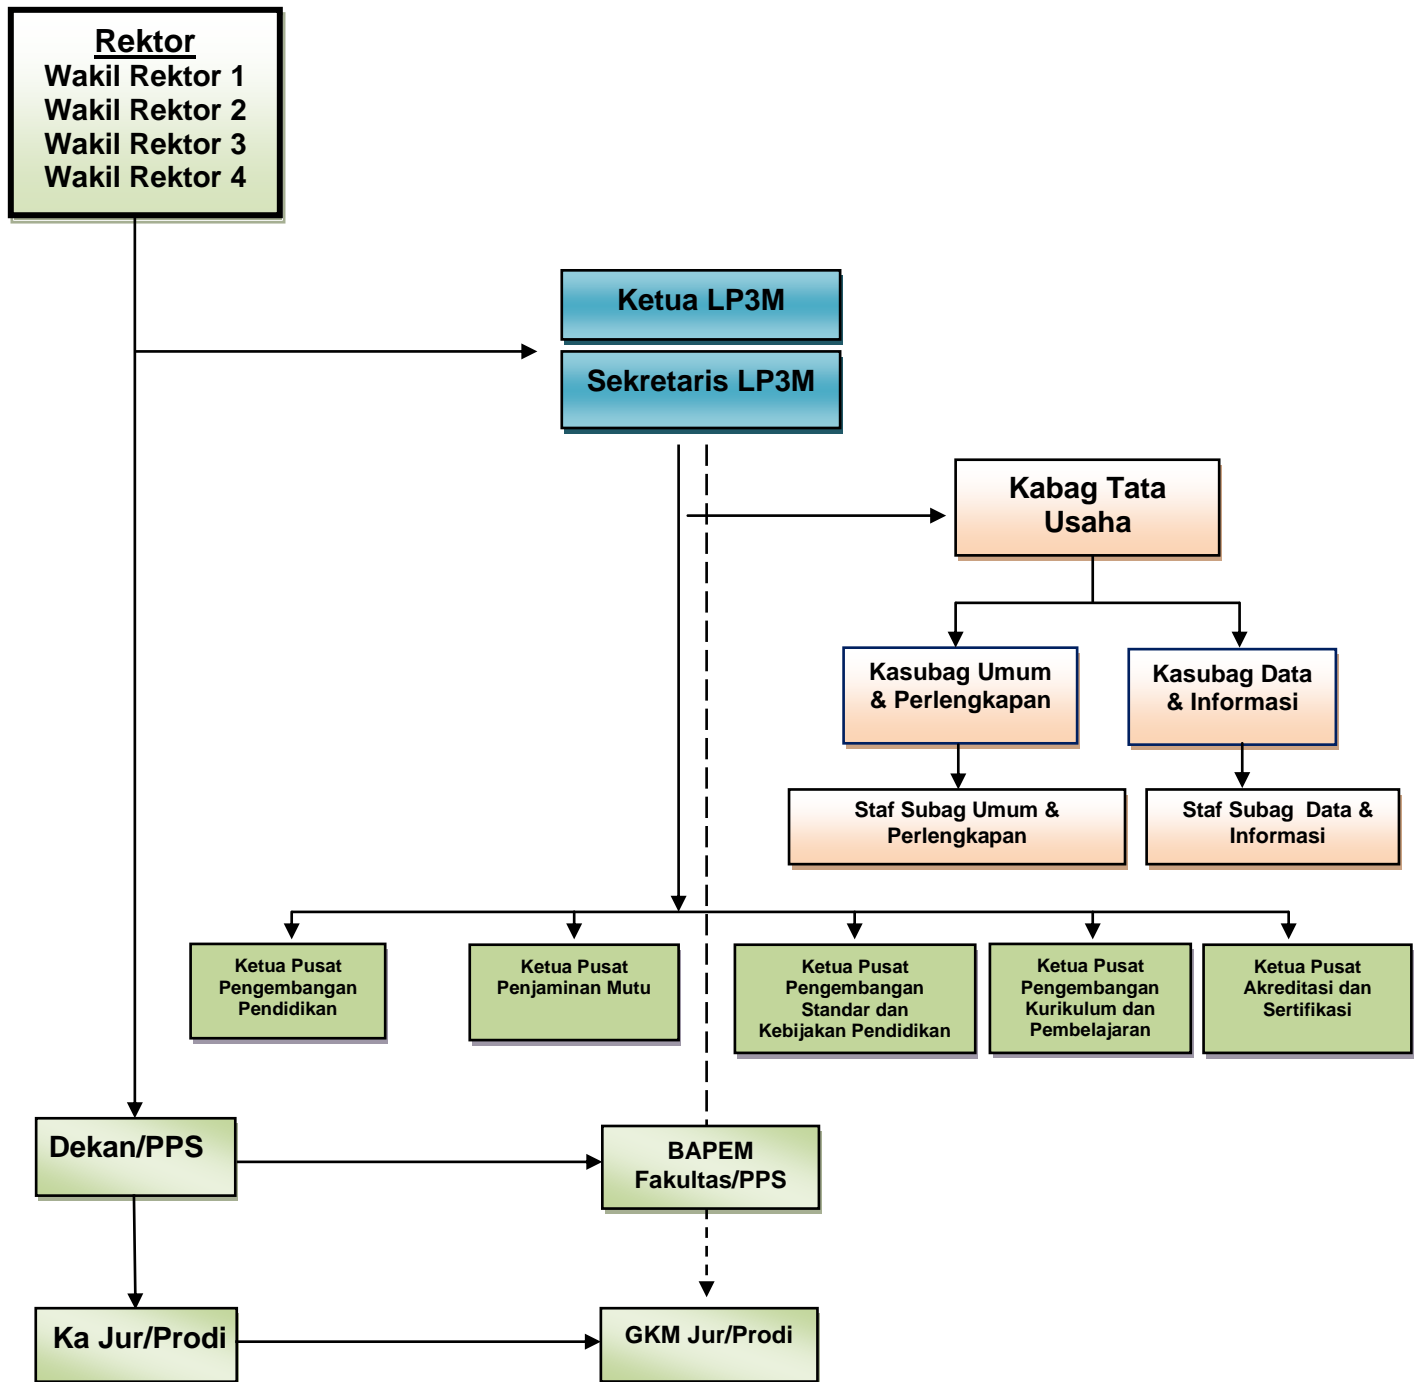 Rektor
Wakil Rektor 1
Wakil Rektor 2
Wakil Rektor 3
Wakil Rektor 4
Ketua LP3M
Sekretaris LP3M
Kabag Tata
Usaha
Kasubag Umum
& Perlengkapan
Kasubag Data
& Informasi
Staf Subag Umum &
Perlengkapan
Staf Subag Data &
Informasi
Ketua Pusat
Pengembangan
Pendidikan
Ketua Pusat
Penjaminan Mutu
Ketua Pusat
Pengembangan
Standar dan
Kebijakan Pendidikan
Ketua Pusat
Pengembangan
Kurikulum dan
Pembelajaran
Ketua Pusat
Akreditasi dan
Sertifikasi
Dekan/PPS
BAPEM
Fakultas/PPS
Ka Jur/Prodi
GKM Jur/Prodi